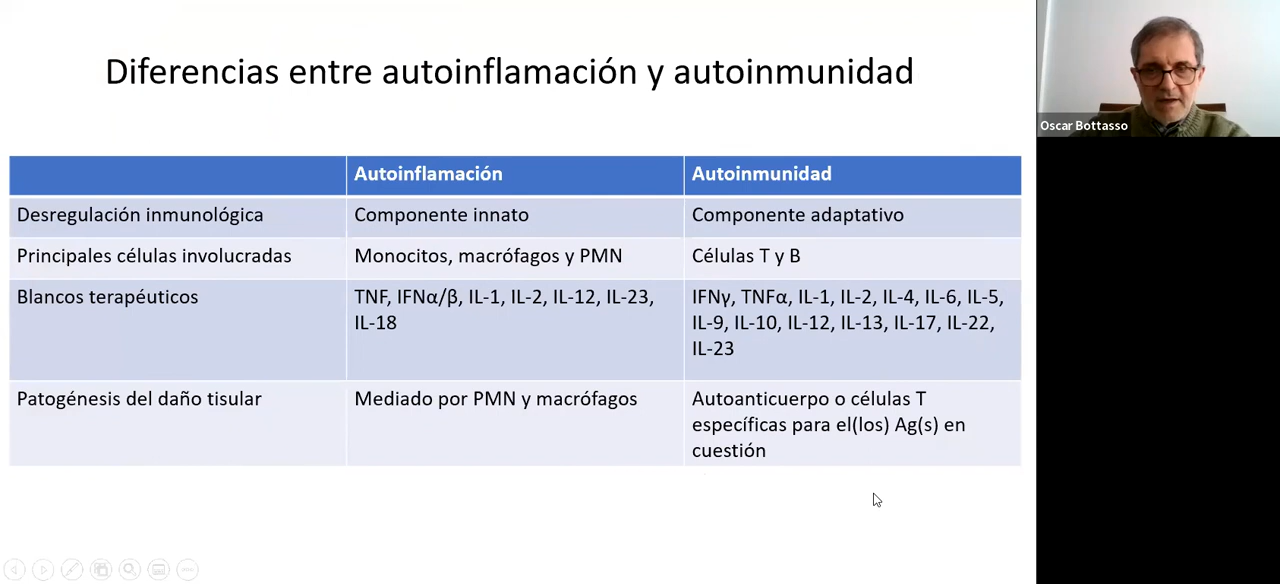 Diferencias entre autoinflamación y autoinmunidad
Oscar Bottasso
Autoinflamación
Autoinmunidad
Desregulación inmunológica
Componente innato
Componente adaptativo
Principales células involucradas
Monocitos, macrófagos y PMN
Células T y B
Blancos terapéuticos
TNF, IFNα/β, IL-1, IL-2, IL-12, IL-23,
IL-18
IFNγ, TNFα, IL-1, IL-2, IL-4, IL-6, IL-5,
IL-9, IL-10, IL-12, IL-13, IL-17, IL-22,
IL-23
Patogénesis del daño tisular
Mediado por PMN y macrófagos
Autoanticuerpo o células T
específicas para el(los) Ag(s) en
cuestión